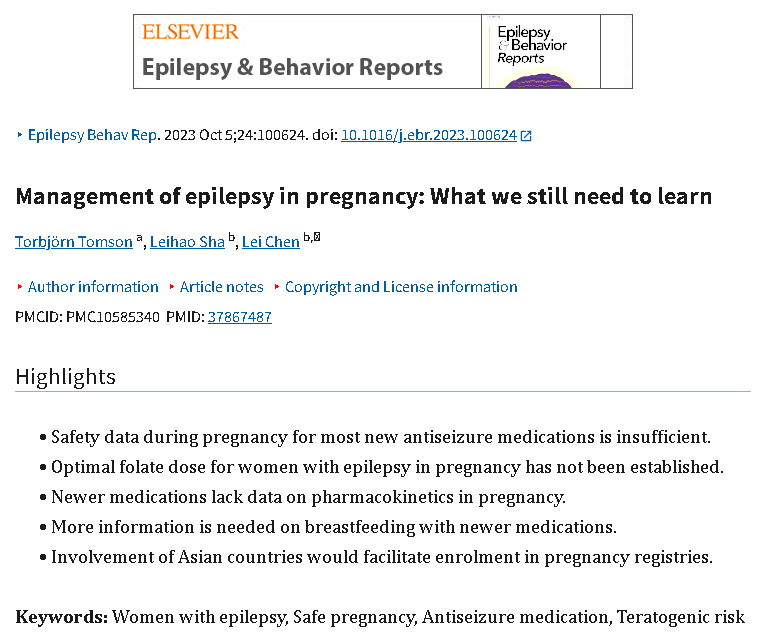 ELSEVIER
Epilepsy & Behavior Reports
Epilepsy
& Behavior
Reports
‣ Epilepsy Behav Rep. 2023 Oct 5;24:100624. doi: 10.1016/j.ebr.2023.100624
Management of epilepsy in pregnancy: What we still need to learn
Torbjörn Tomson a, Leihao Sha b, Lei Chen b,⁎
‣ Author information ‣ Article notes ‣ Copyright and License information
PMCID: PMC10585340 PMID: 37867487
Highlights
• Safety data during pregnancy for most new antiseizure medications is insufficient.
• Optimal folate dose for women with epilepsy in pregnancy has not been established.
• Newer medications lack data on pharmacokinetics in pregnancy.
• More information is needed on breastfeeding with newer medications.
• Involvement of Asian countries would facilitate enrolment in pregnancy registries.
Keywords: Women with epilepsy, Safe pregnancy, Antiseizure medication, Teratogenic risk